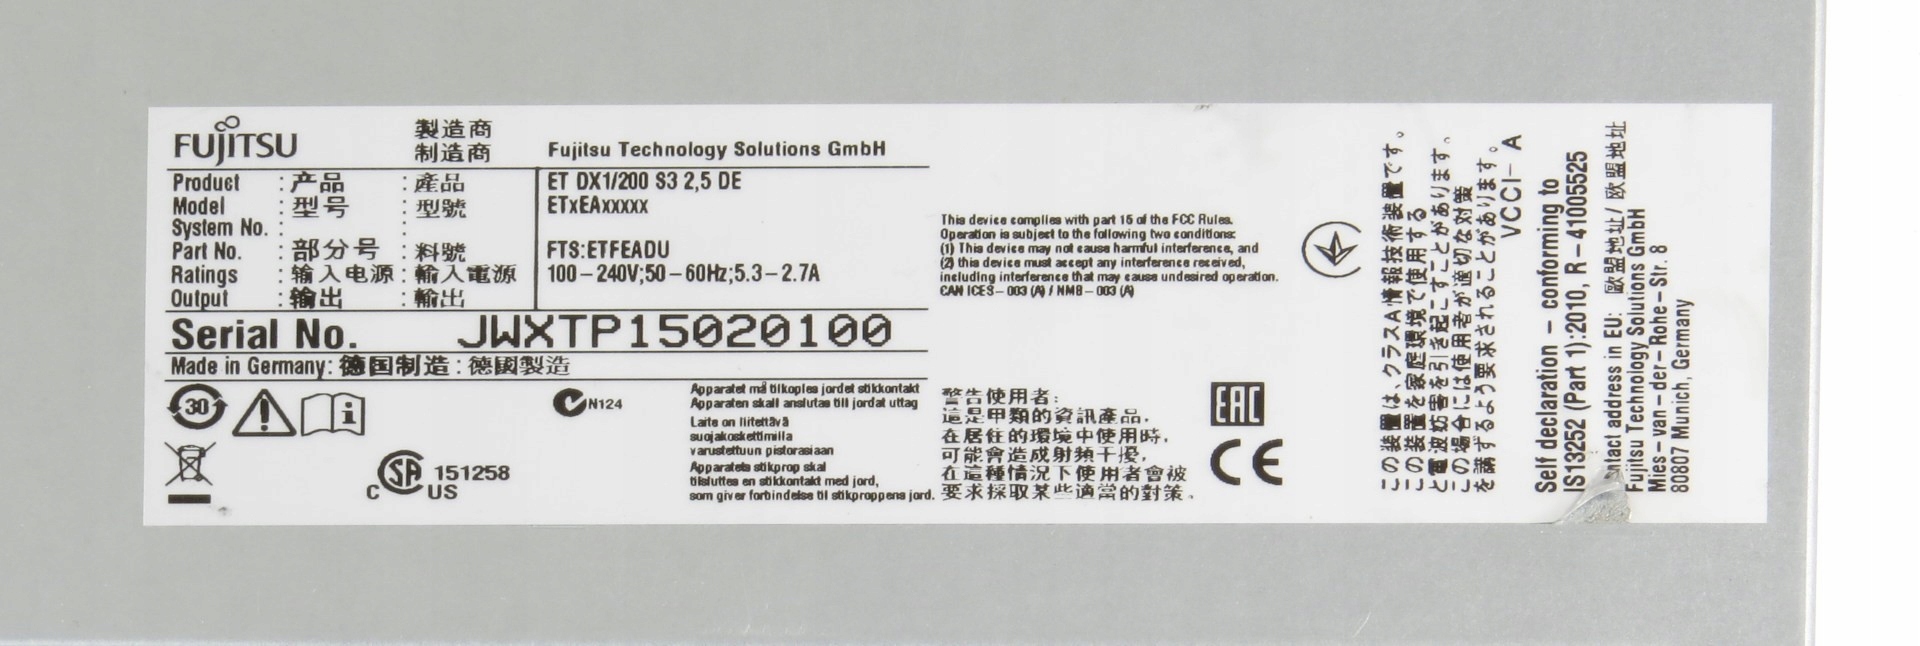 FUJITSU
製造商
制造商
Fujitsu Technology Solutions GmbH
Product : 产品 : 產品 ET DX1/200 S3 2,5 DE
Model : 型号 : 型號 ETxEAxxxxx
System No. : :
Part No. : 部分号 : 料號 FTS:ETFEADU
Ratings : 输入电源 : 輸入電源 100-240V;50-60Hz;5.3-2.7A
Output : 输出 : 輸出
Serial No. JWXTP15020100
Made in Germany: 德国制造 : 德國製造
30
i
N124
C SA US 151258
Apparatet må tilkoples jordet stikkontakt
Apparaten skall anslutas till jordat uttag
Laite on liitettävä
suojakoskettimilla
varustettuun pistorasiaan
Apparatets stikprop skal
tilsluttes en stikkontakt med jord,
som giver forbindelse til stikproppens jord.
This device complies with part 15 of the FCC Rules.
Operation is subject to the following two conditions:
(1) This device may not cause harmful interference, and
(2) this device must accept any interference received,
including interference that may cause undesired operation.
CAN ICES-003 (A) / NMB-003 (A)
警告使用者:
這是甲類的資訊產品,
在居住的環境中使用時,
可能會造成射頻干擾,
在這種情況下使用者會被
要求採取某些適當的對策。
EAC
CE
この装置は、クラスA情報技術装置です。
この装置を家庭環境で使用する
と電波妨害を引き起こすことがあります。
この場合には使用者が適切な対策
を講ずるよう要求されることがあります。
VCCI-A
Self declaration - conforming to
IS13252 (Part 1):2010, R-41005525
address in EU: 歐盟地址/ 欧盟地址
Fujitsu Technology Solutions GmbH
Mies-van-der-Rohe-Str. 8
80807 Munich, Germany